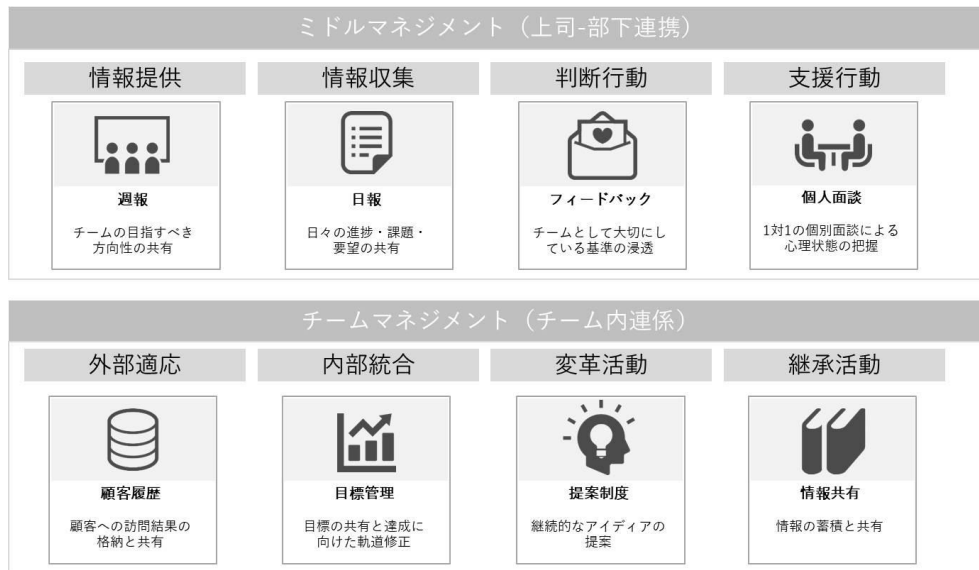 ミドルマネジメント（上司-部下連携）
情報提供
情報収集
判断行動
支援行動
週報
日報
フィードバック
個人面談
チームの目指すべき
方向性の共有
日々の進捗・課題・
要望の共有
チームとして大切にし
ている基準の浸透
1対1の個別面談による
心理状態の把握
チームマネジメント（チーム内連係）
外部適応
内部統合
変革活動
継承活動
顧客履歴
目標管理
提案制度
情報共有
顧客への訪問結果の
格納と共有
目標の共有と達成に
向けた軌道修正
継続的なアイディアの
提案
情報の蓄積と共有